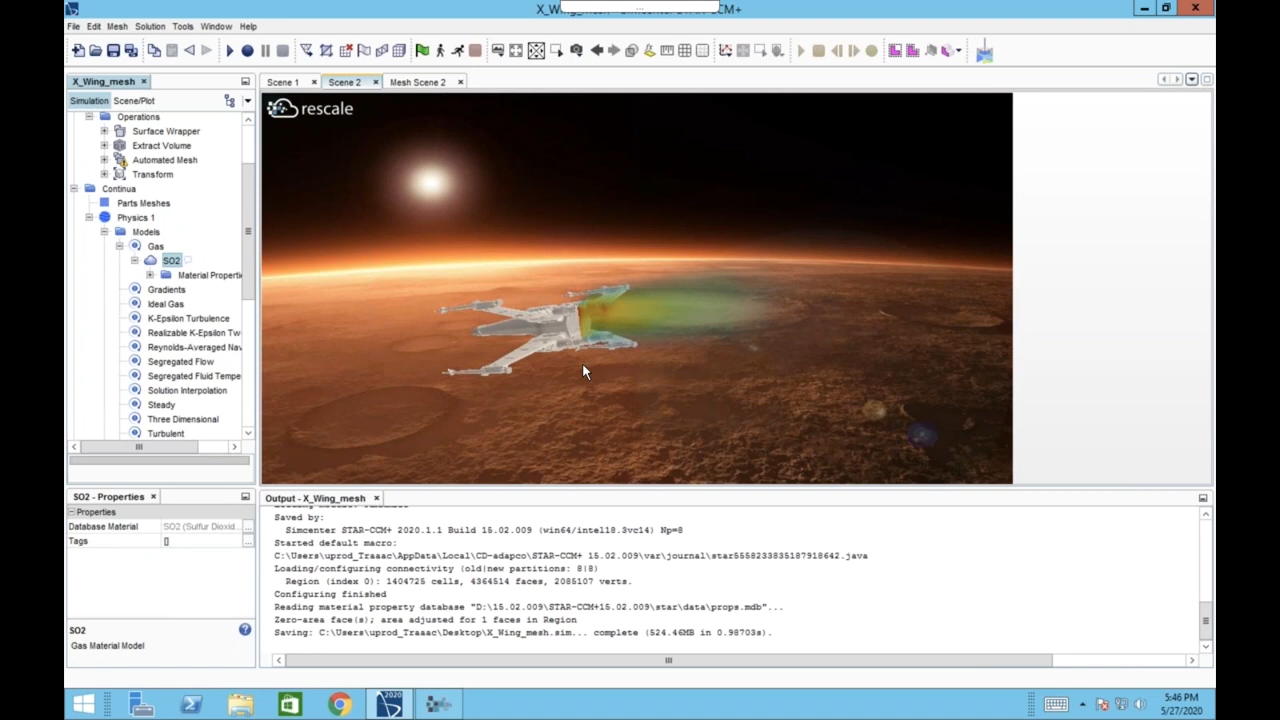 X_Wing_mesh
CM+
File Edit Mesh Solution Tools Window Help
X_Wing_mesh
Scene 1
Scene 2
Mesh Scene 2
Simulation Scene/Plot
Operations
Surface Wrapper
Extract Volume
Automated Mesh
Transform
Continua
Parts Meshes
Physics 1
Models
Gas
SO2
Material Properti
Gradients
Ideal Gas
K-Epsilon Turbulence
Realizable K-Epsilon Tw
Reynolds-Averaged Nav
Segregated Flow
Segregated Fluid Tempe
Solution Interpolation
Steady
Three Dimensional
Turbulent
rescale
SO2 - Properties
Properties
Database Material SO2 (Sulfur Dioxid... ...
Tags [] ...
SO2
Gas Material Model
Output - X_Wing_mesh
Saved by:
Simcenter STAR-CCM+ 2020.1.1 Build 15.02.009 (win64/intel18.3vc14) Np=8
Started default macro:
C:\Users\uprod_Traaac\AppData\Local\CD-adapco\STAR-CCM+ 15.02.009\var\journal\star5558233835187918642.java
Loading/configuring connectivity (old|new partitions: 8|8)
Region (index 0): 1404725 cells, 4364514 faces, 2085107 verts.
Configuring finished
Reading material property database "D:\15.02.009\STAR-CCM+15.02.009\star\data\props.mdb"...
Zero-area face(s); area adjusted for 1 faces in Region
Saving: C:\Users\uprod_Traaac\Desktop\X_Wing_mesh.sim... complete (524.46MB in 0.98703s).
2020
5:46 PM
5/27/2020